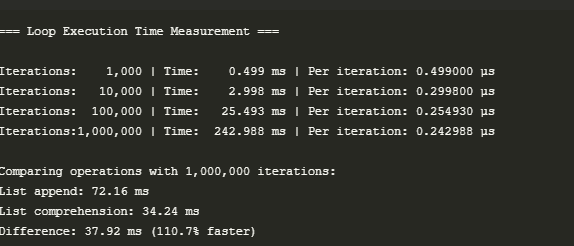 === Loop Execution Time Measurement ===
Iterations:    1,000 | Time:    0.499 ms | Per iteration: 0.499000 µs
Iterations:   10,000 | Time:    2.998 ms | Per iteration: 0.299800 µs
Iterations:  100,000 | Time:   25.493 ms | Per iteration: 0.254930 µs
Iterations:1,000,000 | Time:  242.988 ms | Per iteration: 0.242988 µs
Comparing operations with 1,000,000 iterations:
List append: 72.16 ms
List comprehension: 34.24 ms
Difference: 37.92 ms (110.7% faster)